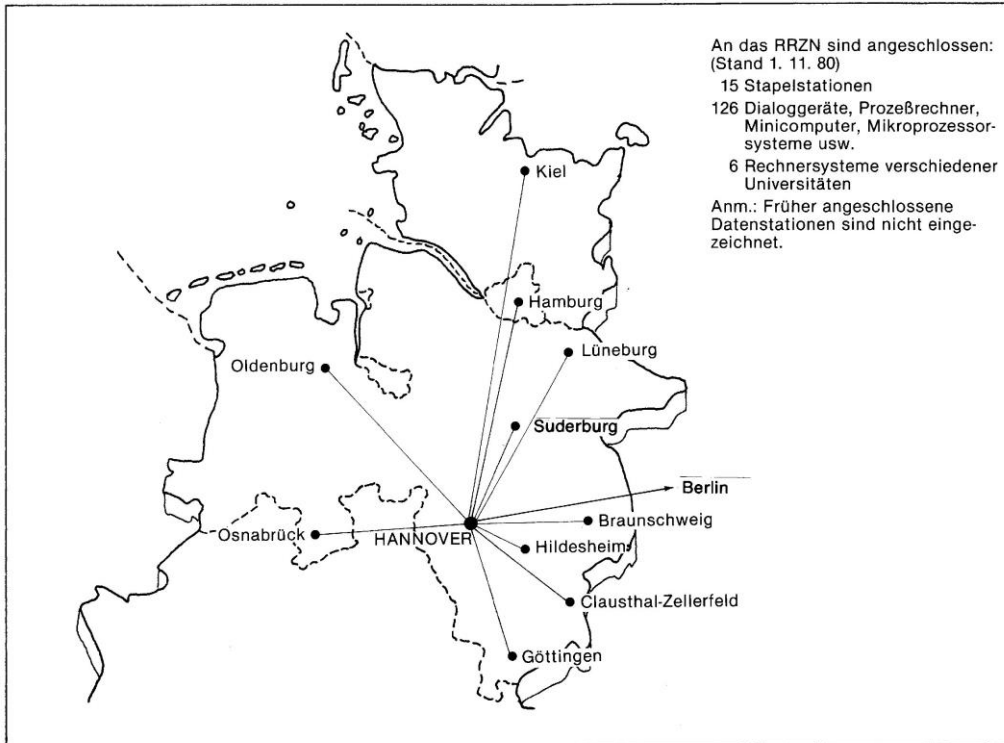 An das RRZN sind angeschlossen:
(Stand 1. 11. 80)
15 Stapelstationen
126 Dialoggeräte, Prozeßrechner,
Minicomputer, Mikroprozessor-
systeme usw.
6 Rechnersysteme verschiedener
Universitäten
Anm.: Früher angeschlossene
Datenstationen sind nicht einge-
zeichnet.
Kiel
Hamburg
Lüneburg
Oldenburg
Suderburg
Berlin
Braunschweig
Osnabrück
HANNOVER
Hildesheim
Clausthal-Zellerfeld
Göttingen